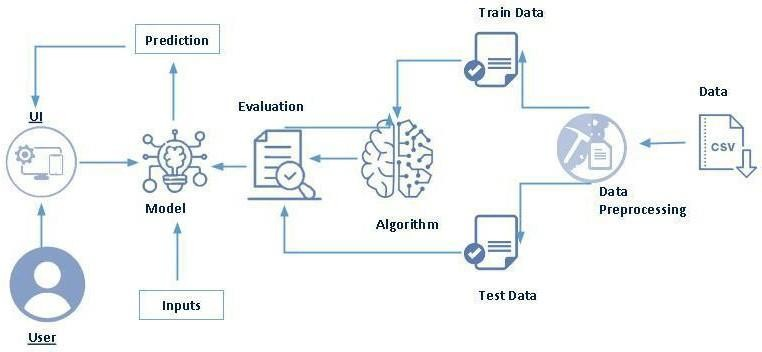 Train Data
Prediction
Data
Evaluation
UI
CSV
Model
Data
Preprocessing
Algorithm
Test Data
Inputs
User